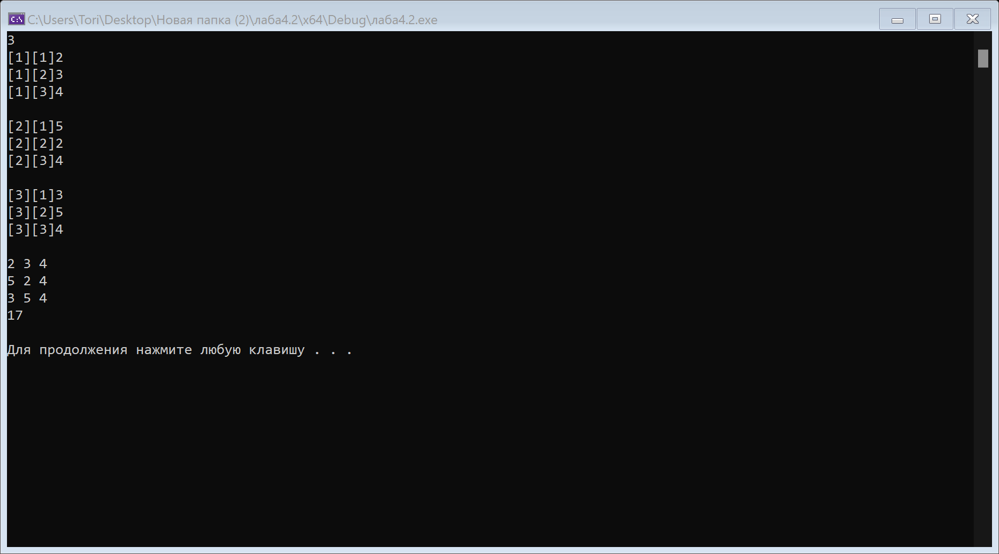 C:\Users\Tori\Desktop\Новая папка (2)\лаба4.2\x64\Debug\лаба4.2.exe
3
[1][1]2
[1][2]3
[1][3]4
[2][1]5
[2][2]2
[2][3]4
[3][1]3
[3][2]5
[3][3]4
2 3 4
5 2 4
3 5 4
17
Для продолжения нажмите любую клавишу . . .